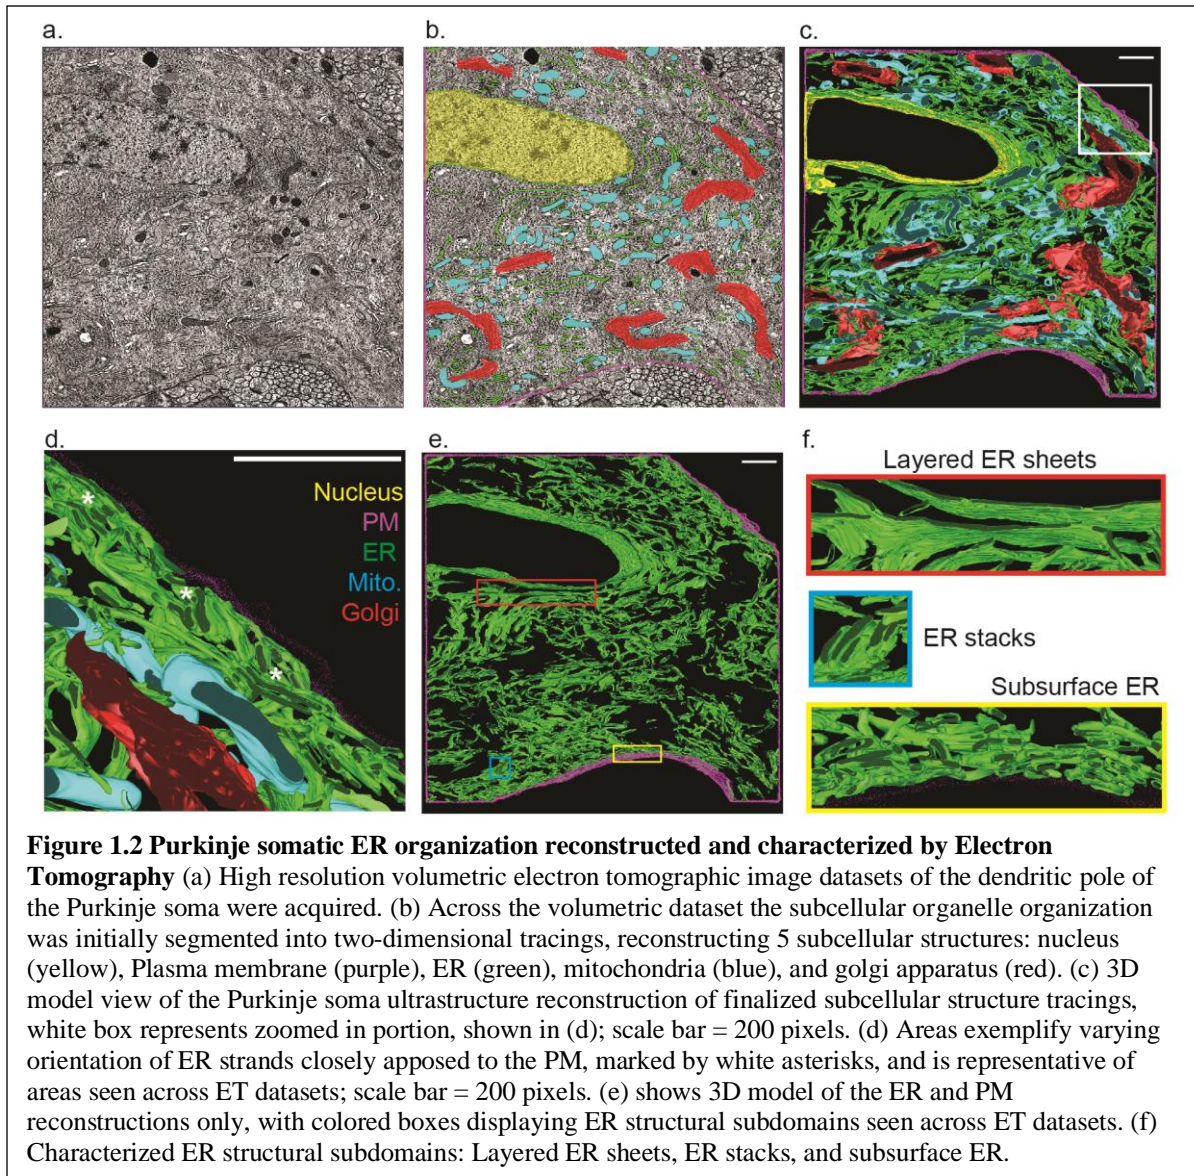 a.
b.
c.
d.
Nucleus
PM
ER
Mito.
Golgi
e.
f.
Layered ER sheets
ER stacks
Subsurface ER
Figure 1.2 Purkinje somatic ER organization reconstructed and characterized by Electron
Tomography (a) High resolution volumetric electron tomographic image datasets of the dendritic pole of
the Purkinje soma were acquired. (b) Across the volumetric dataset the subcellular organelle organization
was initially segmented into two-dimensional tracings, reconstructing 5 subcellular structures: nucleus
(yellow), Plasma membrane (purple), ER (green), mitochondria (blue), and golgi apparatus (red). (c) 3D
model view of the Purkinje soma ultrastructure reconstruction of finalized subcellular structure tracings,
white box represents zoomed in portion, shown in (d); scale bar = 200 pixels. (d) Areas exemplify varying
orientation of ER strands closely apposed to the PM, marked by white asterisks, and is representative of
areas seen across ET datasets; scale bar = 200 pixels. (e) shows 3D model of the ER and PM
reconstructions only, with colored boxes displaying ER structural subdomains seen across ET datasets. (f)
Characterized ER structural subdomains: Layered ER sheets, ER stacks, and subsurface ER.